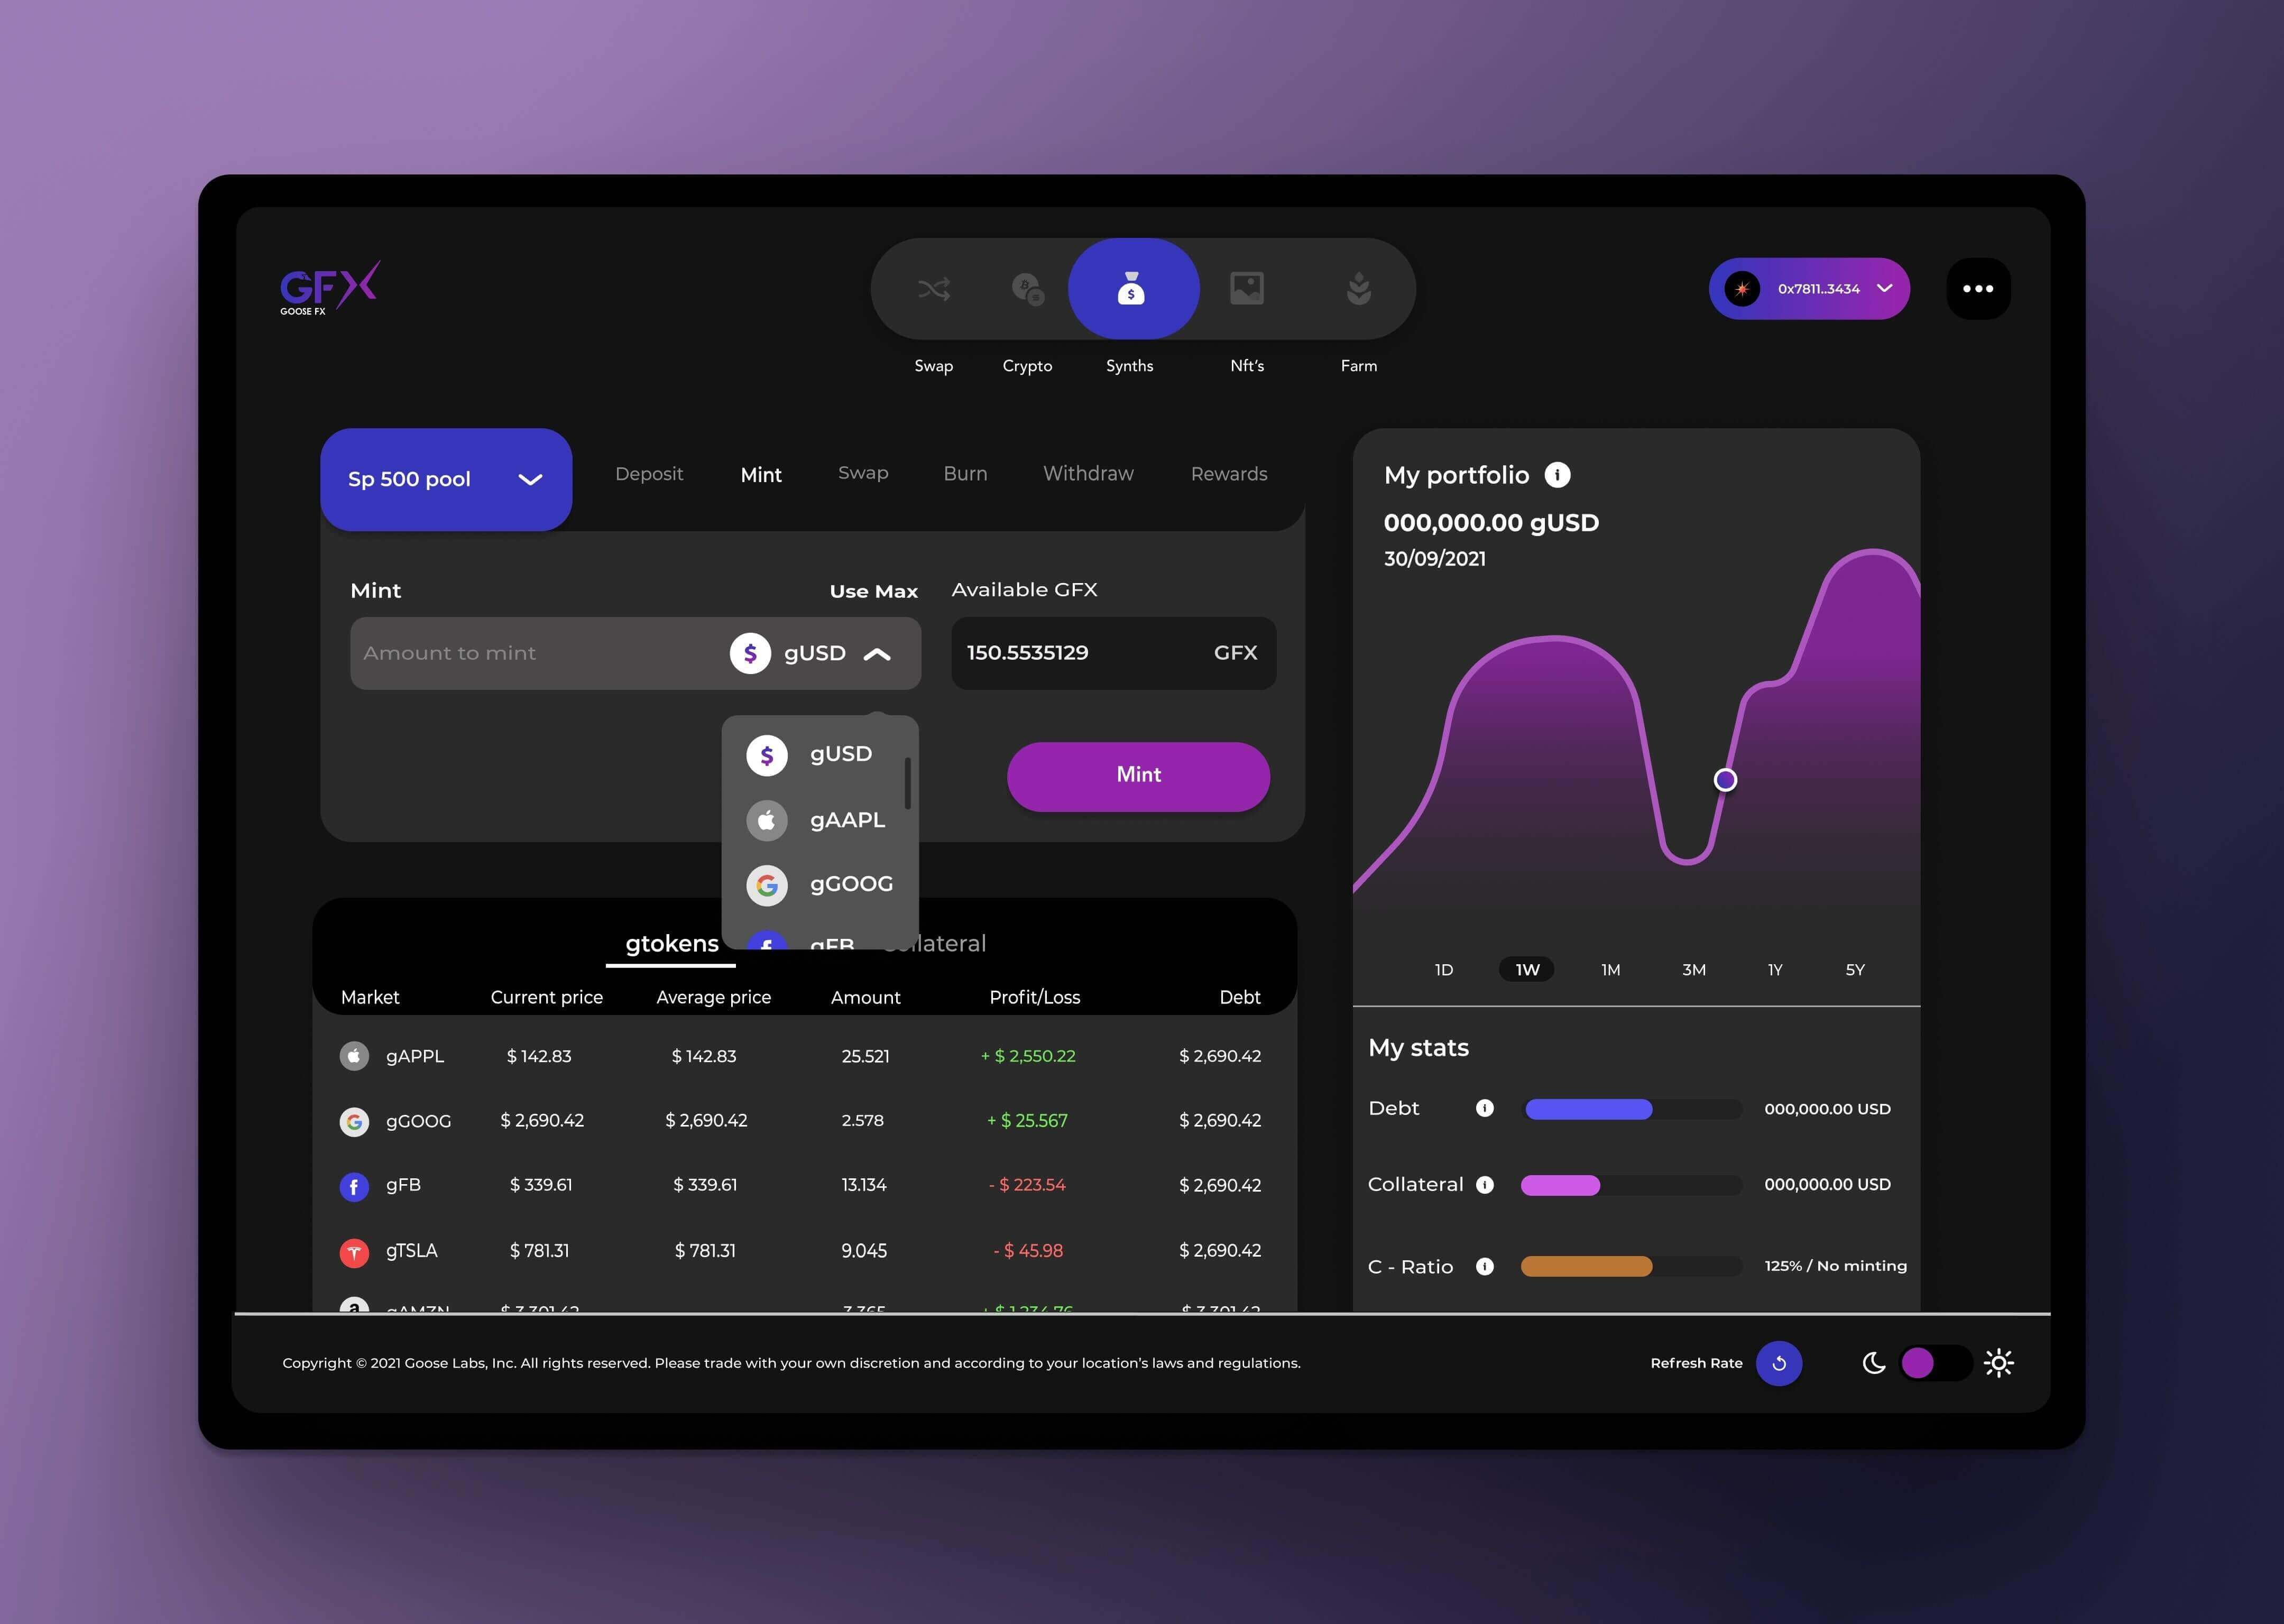 GFX
GOOSE FX
Swap Crypto Synths Nft's Farm
0x7811..3434
Sp 500 pool
Deposit Mint Swap Burn Withdraw Rewards
Mint Use Max Available GFX
Amount to mint $ gUSD 150.5535129 GFX
$ gUSD
gAAPL
gGOOG
gFB
Mint
gtokens
Market Current price Average price Amount Profit/Loss Debt
gAPPL $ 142.83 $ 142.83 25.521 + $ 2,550.22 $ 2,690.42
gGOOG $ 2,690.42 $ 2,690.42 2.578 + $ 25.567 $ 2,690.42
gFB $ 339.61 $ 339.61 13.134 - $ 223.54 $ 2,690.42
gTSLA $ 781.31 $ 781.31 9.045 - $ 45.98 $ 2,690.42
My portfolio
000,000.00 gUSD
30/09/2021
1D 1W 1M 3M 1Y 5Y
My stats
Debt 000,000.00 USD
Collateral 000,000.00 USD
C - Ratio 125% / No minting
Copyright © 2021 Goose Labs, Inc. All rights reserved. Please trade with your own discretion and according to your location's laws and regulations.
Refresh Rate